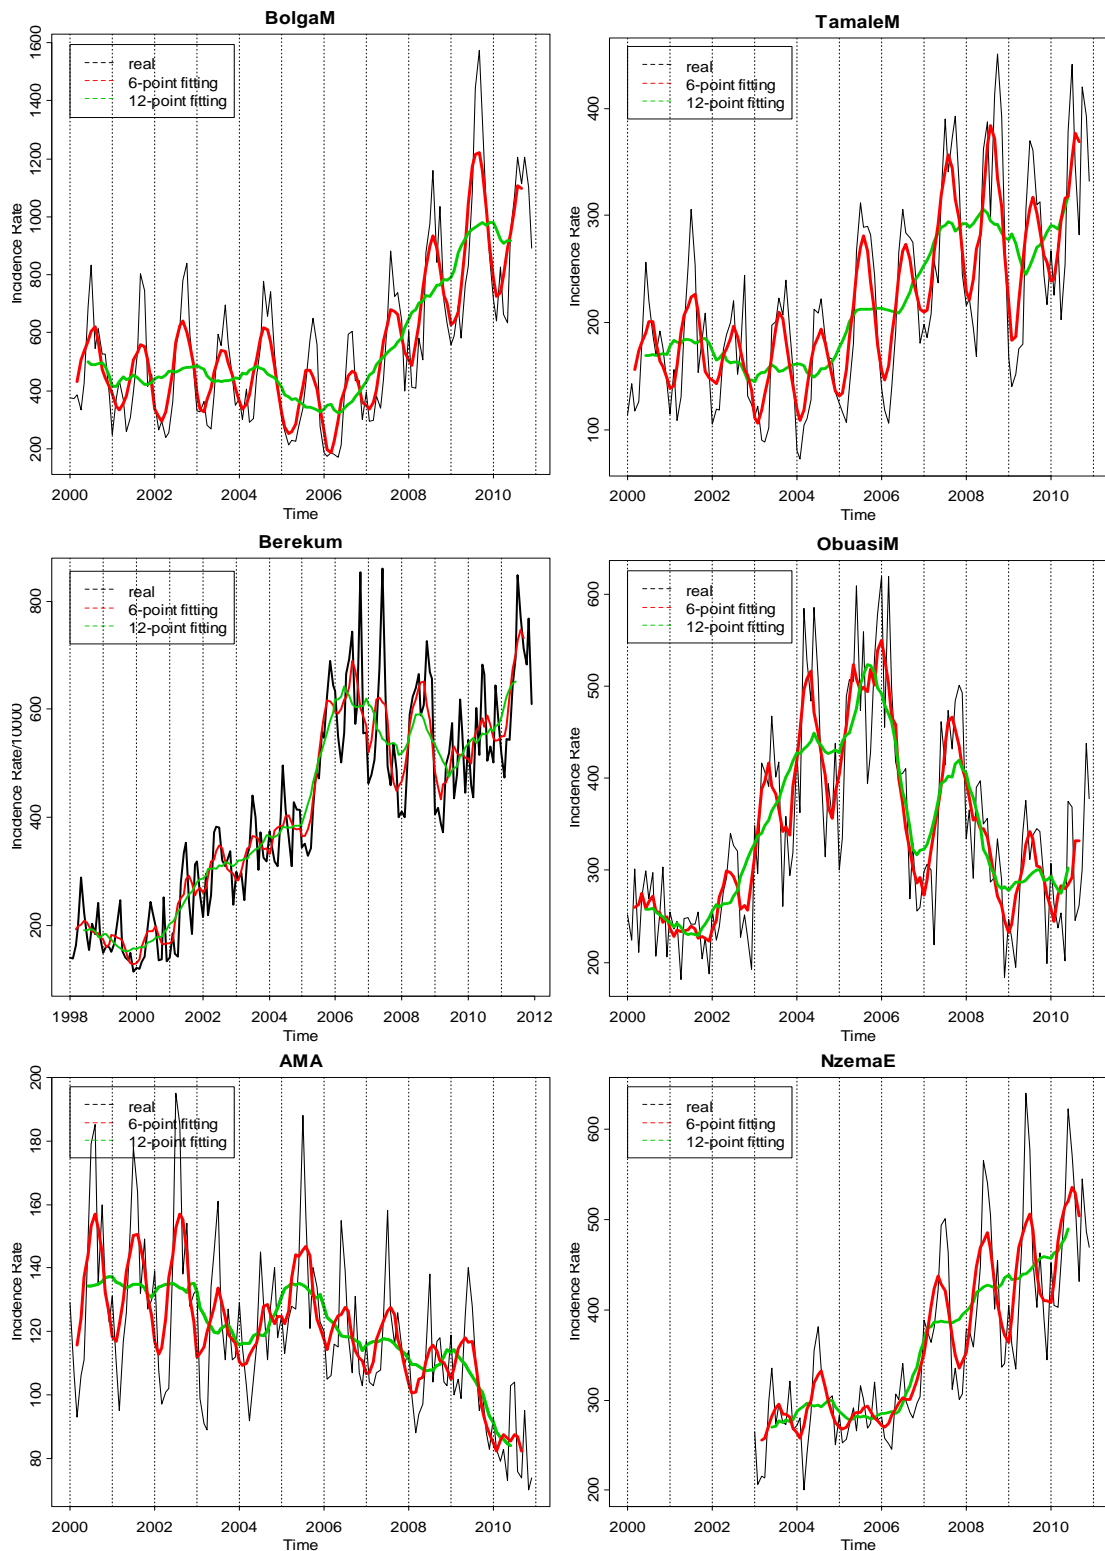 BolgaM
real
6-point fitting
12-point fitting
Incidence Rate
200
400
600
800
1000
1200
1400
1600
2000
2002
2004
2006
2008
2010
Time
TamaleM
real
6-point fitting
12-point fitting
Incidence Rate
100
200
300
400
2000
2002
2004
2006
2008
2010
Time
Berekum
real
6-point fitting
12-point fitting
Incidence Rate/10000
200
400
600
800
1998
2000
2002
2004
2006
2008
2010
2012
Time
ObuasiM
real
6-point fitting
12-point fitting
Incidence Rate
200
300
400
500
600
2000
2002
2004
2006
2008
2010
Time
AMA
real
6-point fitting
12-point fitting
Incidence Rate
80
100
120
140
160
180
200
2000
2002
2004
2006
2008
2010
Time
NzemaE
real
6-point fitting
12-point fitting
Incidence Rate
200
300
400
500
600
2000
2002
2004
2006
2008
2010
Time